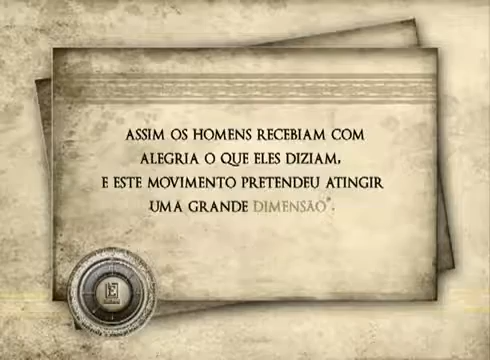 ASSIM OS HOMENS RECEBIAM COM
ALEGRIA O QUE ELES DIZIAM,
E ESTE MOVIMENTO PRETENDEU ATINGIR
UMA GRANDE DIMENSÃO".